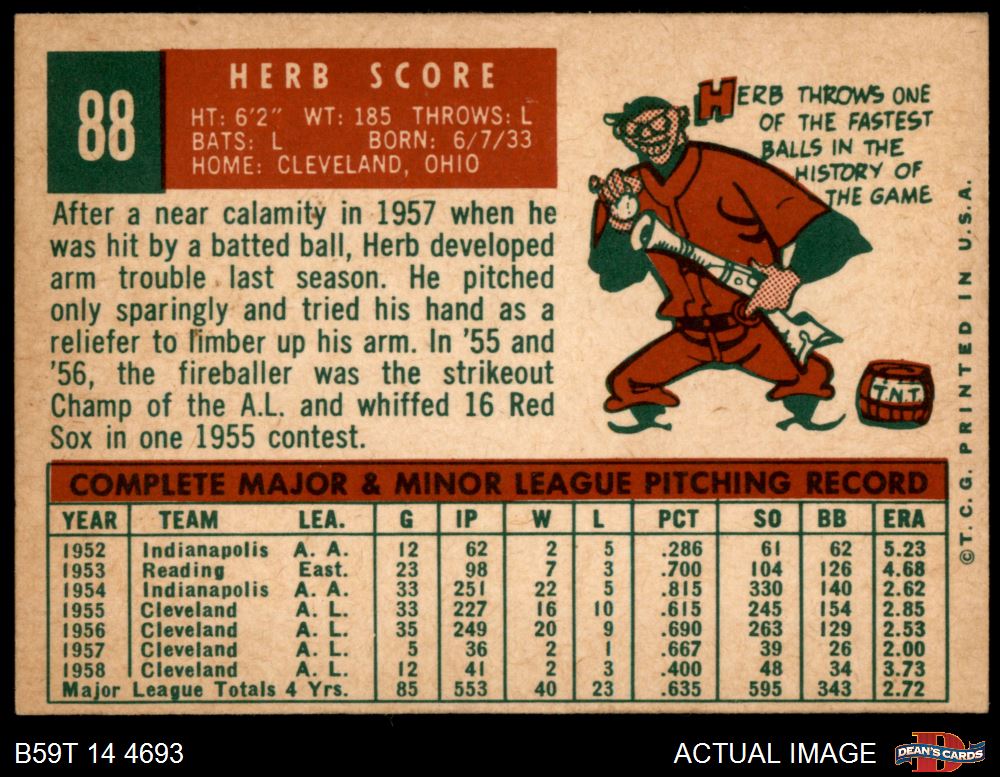 88
HERB SCORE
HT: 6'2" WT: 185 THROWS: L
BATS: L BORN: 6/7/33
HOME: CLEVELAND, OHIO
HERB THROWS ONE
OF THE FASTEST
BALLS IN THE
HISTORY OF
THE GAME
T.N.T.
After a near calamity in 1957 when he
was hit by a batted ball, Herb developed
arm trouble last season. He pitched
only sparingly and tried his hand as a
reliefer to limber up his arm. In '55 and
'56, the fireballer was the strikeout
Champ of the A.L. and whiffed 16 Red
Sox in one 1955 contest.
COMPLETE MAJOR & MINOR LEAGUE PITCHING RECORD
YEAR TEAM LEA. G IP W L PCT SO BB ERA
1952 Indianapolis A. A. 12 62 2 5 .286 61 62 5.23
1953 Reading East. 23 98 7 3 .700 104 126 4.68
1954 Indianapolis A. A. 33 251 22 5 .815 330 140 2.62
1955 Cleveland A. L. 33 227 16 10 .615 245 154 2.85
1956 Cleveland A. L. 35 249 20 9 .690 263 129 2.53
1957 Cleveland A. L. 5 36 2 1 .667 39 26 2.00
1958 Cleveland A. L. 12 41 2 3 .400 48 34 3.73
Major League Totals 4 Yrs. 85 553 40 23 .635 595 343 2.72
©T.C.G. PRINTED IN U.S.A.
B59T 14 4693
ACTUAL IMAGE
D
DEAN'S CARDS